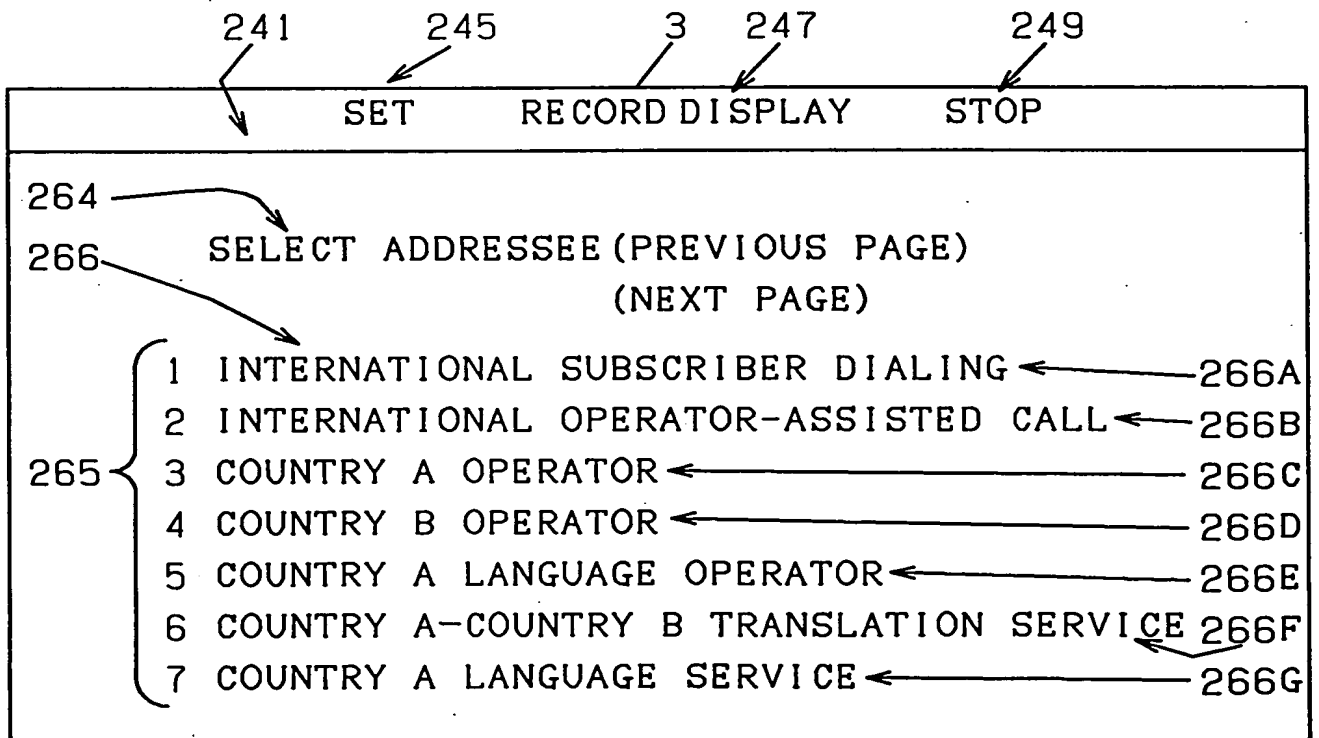 241 245 3 247 249
SET RECORD DISPLAY STOP
264
SELECT ADDRESSEE (PREVIOUS PAGE)
266
(NEXT PAGE)
1 INTERNATIONAL SUBSCRIBER DIALING 266A
2 INTERNATIONAL OPERATOR-ASSISTED CALL 266B
265 3 COUNTRY A OPERATOR 266C
4 COUNTRY B OPERATOR 266D
5 COUNTRY A LANGUAGE OPERATOR 266E
6 COUNTRY A-COUNTRY B TRANSLATION SERVICE 266F
7 COUNTRY A LANGUAGE SERVICE 266G